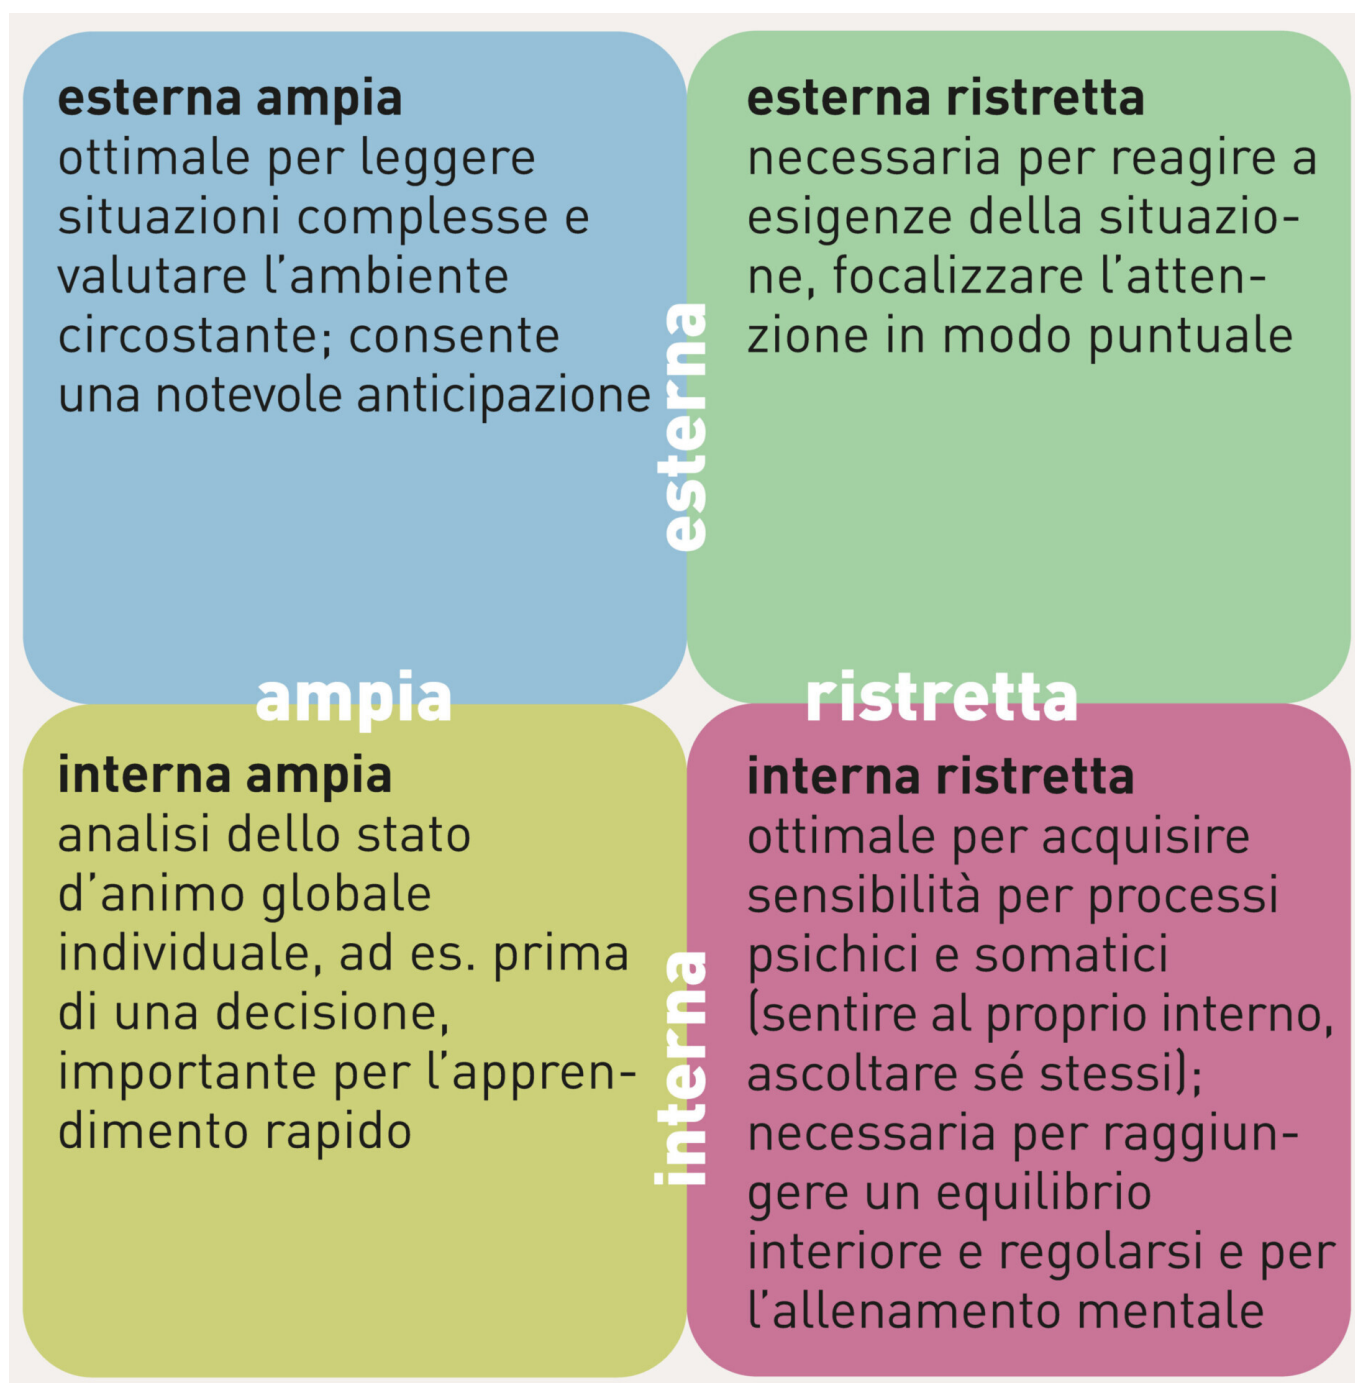 esterna ampia
ottimale per leggere
situazioni complesse e
valutare l'ambiente
circostante; consente
una notevole anticipazione
esterna ristretta
necessaria per reagire a
esigenze della situazio-
ne, focalizzare l'atten-
zione in modo puntuale
esterna
ampia
ristretta
interna ampia
analisi dello stato
d'animo globale
individuale, ad es. prima
di una decisione,
importante per l'appren-
dimento rapido
interna
interna ristretta
ottimale per acquisire
sensibilità per processi
psichici e somatici
(sentire al proprio interno,
ascoltare sé stessi);
necessaria per raggiun-
gere un equilibrio
interiore e regolarsi e per
l'allenamento mentale